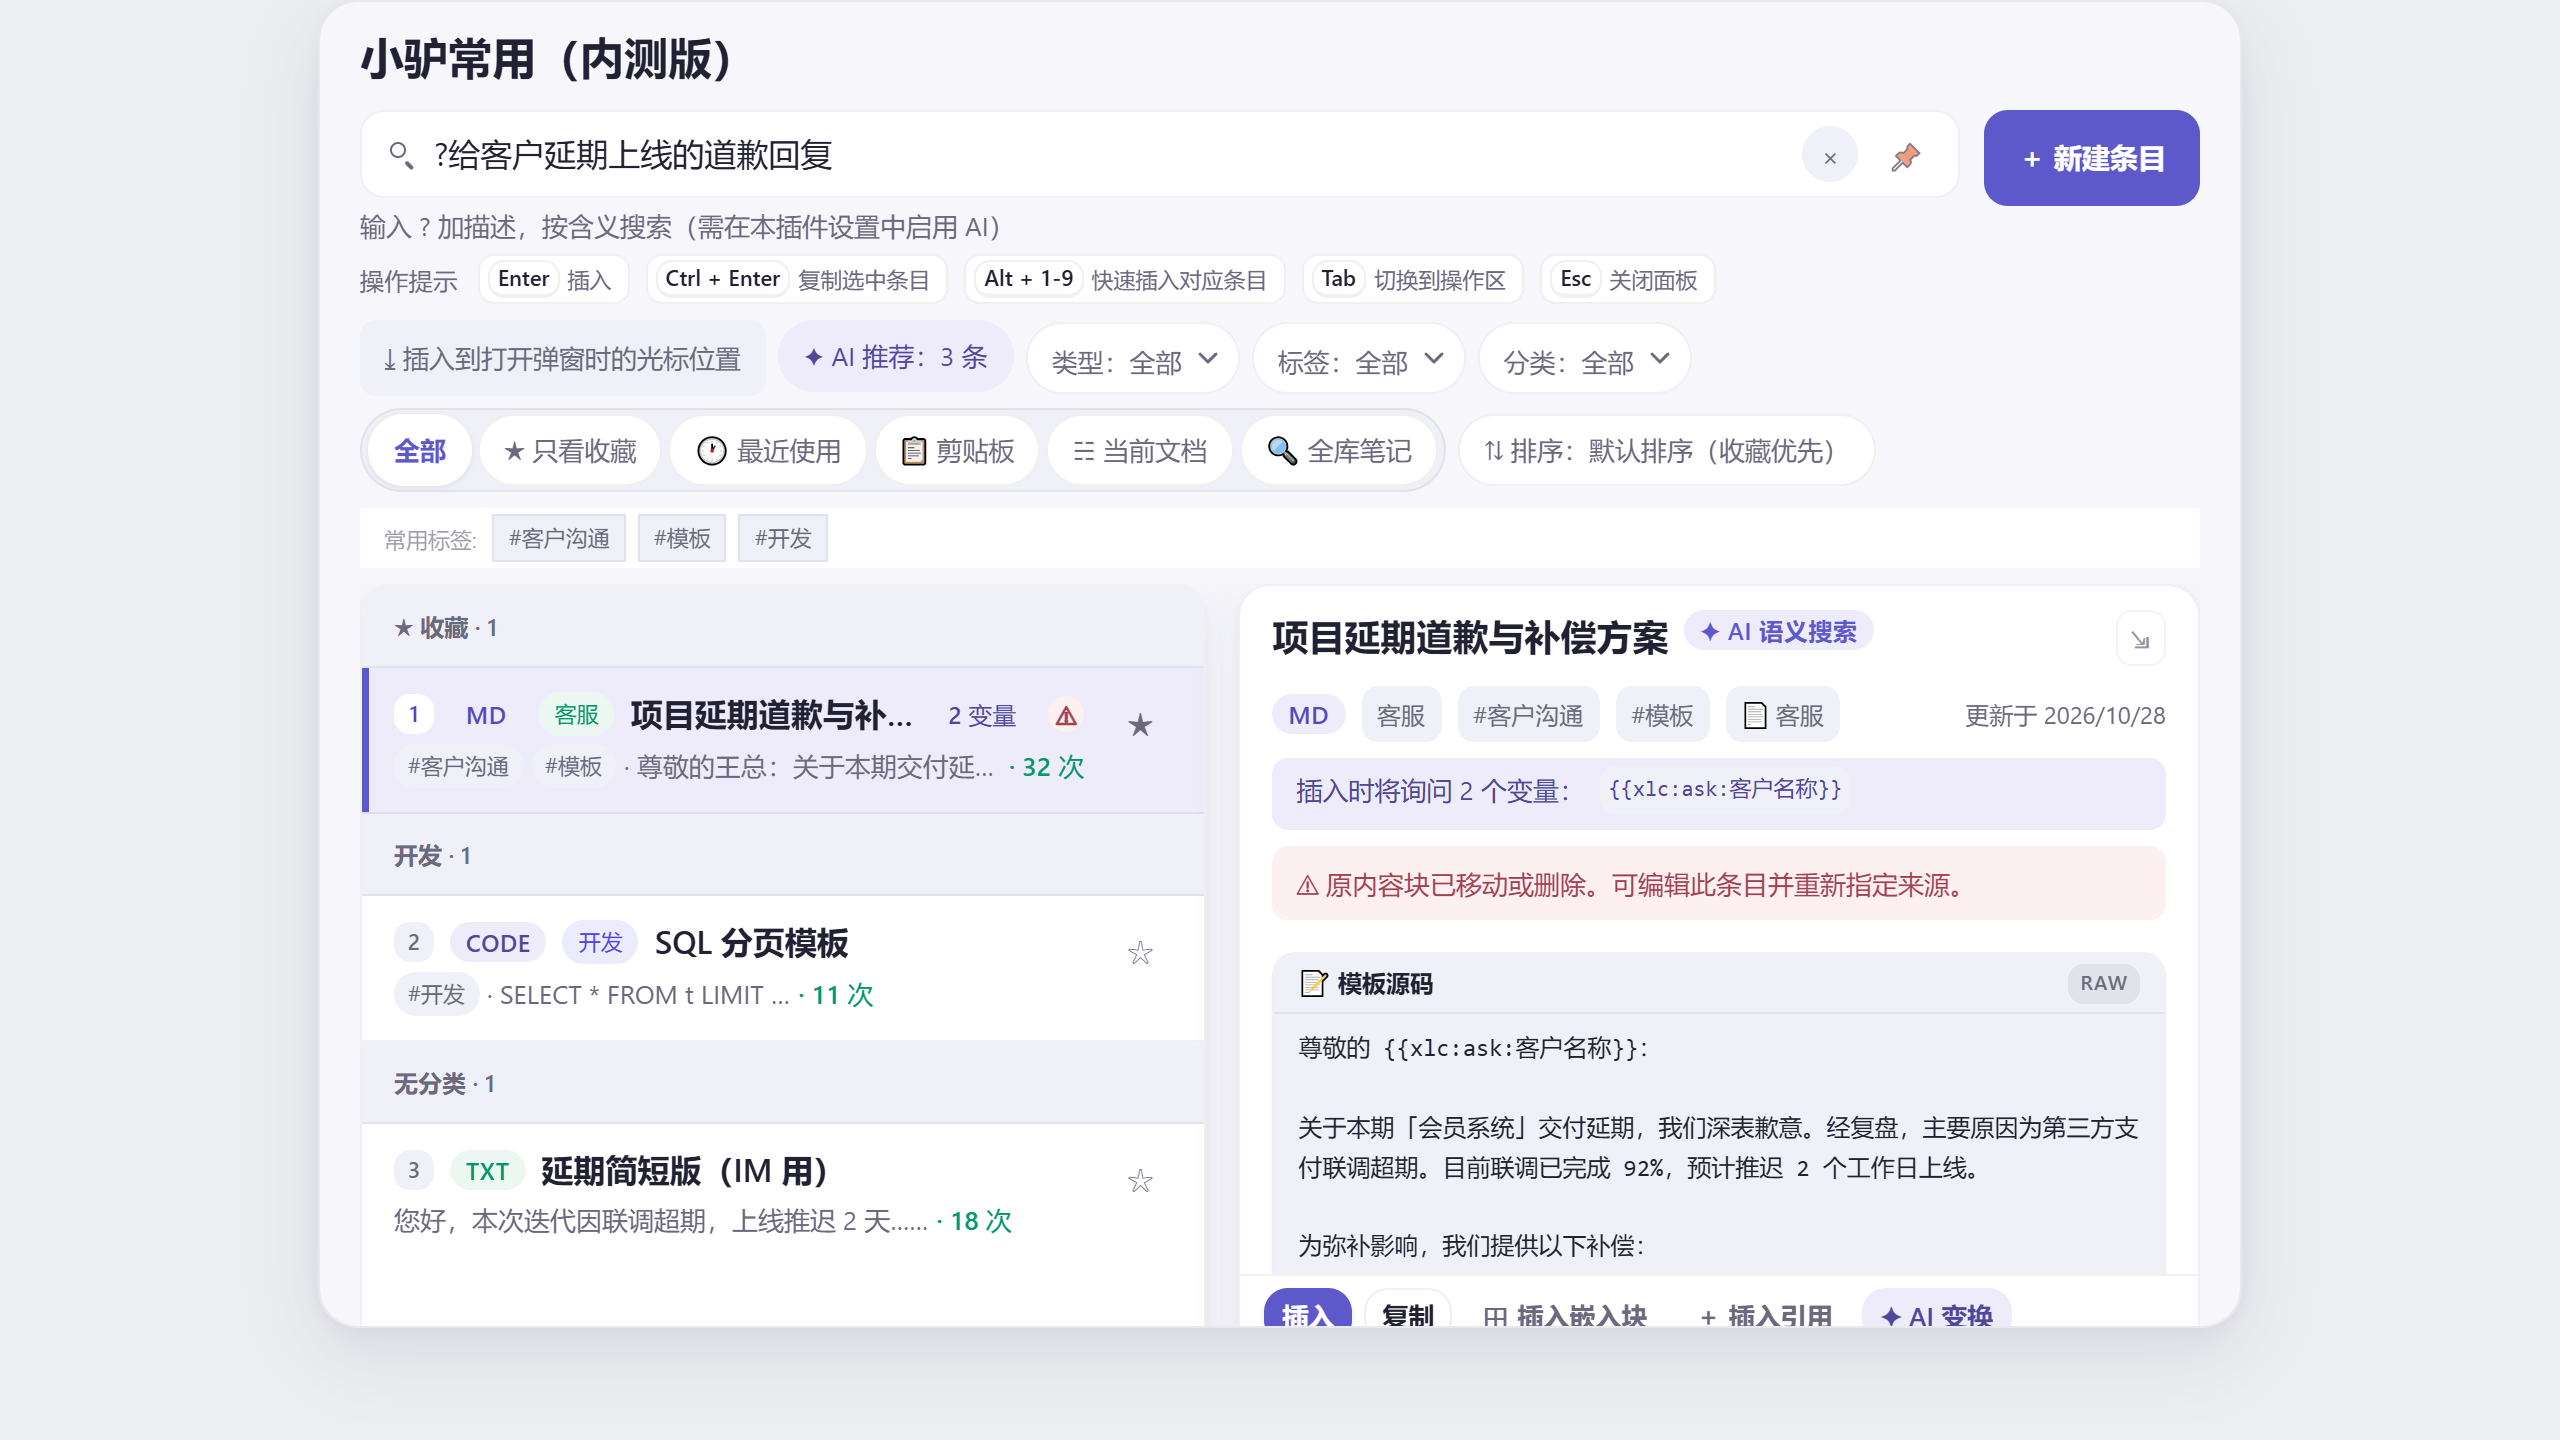 小驴常用（内测版）
?给客户延期上线的道歉回复
×
+ 新建条目
输入 ? 加描述，按含义搜索（需在本插件设置中启用 AI）
操作提示 Enter 插入 Ctrl + Enter 复制选中条目 Alt + 1-9 快速插入对应条目 Tab 切换到操作区 Esc 关闭面板
⤓ 插入到打开弹窗时的光标位置 ✦ AI 推荐：3 条 类型：全部 标签：全部 分类：全部
全部 ★ 只看收藏 🕐 最近使用 📋 剪贴板 ☵ 当前文档 🔍 全库笔记 ⇅ 排序：默认排序（收藏优先）
常用标签: #客户沟通 #模板 #开发
★ 收藏 · 1
1 MD 客服 项目延期道歉与补... 2 变量 ⚠ ★
#客户沟通 #模板 · 尊敬的王总：关于本期交付延... · 32 次
开发 · 1
2 CODE 开发 SQL 分页模板 ☆
#开发 · SELECT * FROM t LIMIT ... · 11 次
无分类 · 1
3 TXT 延期简短版（IM 用） ☆
您好，本次迭代因联调超期，上线推迟 2 天...... · 18 次
项目延期道歉与补偿方案 ✦ AI 语义搜索
MD 客服 #客户沟通 #模板 📄 客服 更新于 2026/10/28
插入时将询问 2 个变量： {{xlc:ask:客户名称}}
⚠ 原内容块已移动或删除。可编辑此条目并重新指定来源。
📝 模板源码 RAW
尊敬的 {{xlc:ask:客户名称}}：
关于本期「会员系统」交付延期，我们深表歉意。经复盘，主要原因为第三方支
付联调超期。目前联调已完成 92%，预计推迟 2 个工作日上线。
为弥补影响，我们提供以下补偿：
插入 复制 田 插入嵌入块 + 插入引用 ✦ AI 变换